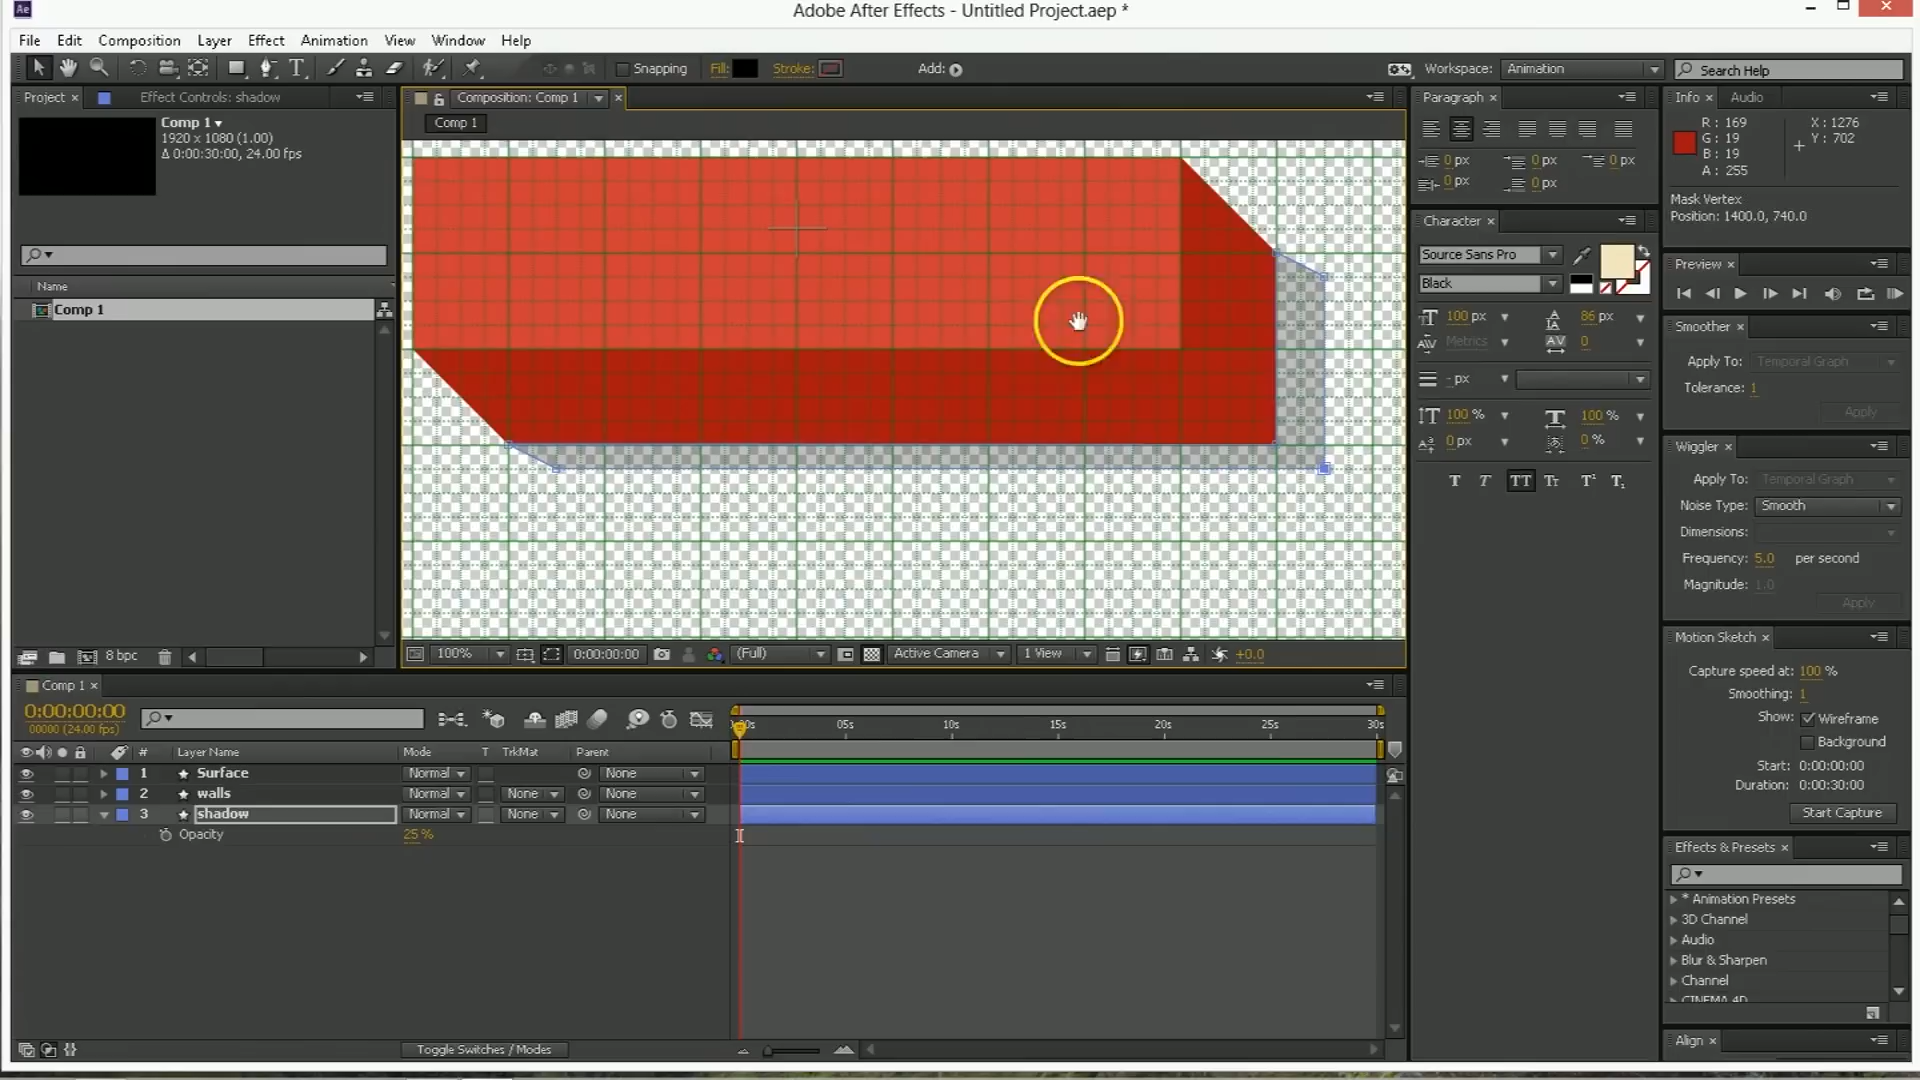 Ae
Adobe After Effects - Untitled Project.aep *
File Edit Composition Layer Effect Animation View Window Help
T Snapping Fill: Stroke: Add: Workspace: Animation Search Help
Project × Effect Controls: shadow
Composition: Comp 1 ×
Comp 1
Comp 1
1920 x 1080 (1.00)
Δ 0:00:30:00, 24.00 fps
Name
Comp 1
8 bpc
100% 0:00:00:00 (Full) Active Camera 1 View +0.0
Paragraph ×
0 px 0 px 0 px
0 px 0 px
Character ×
Source Sans Pro
Black
100 px 86 px
Metrics 0
- px
100 % 100 %
0 px 0 %
T T TT Tт T¹ T₁
Info × Audio
R : 169
G : 19
B : 19
A : 255
X : 1276
Y : 702
Mask Vertex
Position: 1400.0, 740.0
Preview ×
Smoother ×
Apply To: Temporal Graph
Tolerance: 1
Apply
Wiggler ×
Apply To: Temporal Graph
Noise Type: Smooth
Dimensions:
Frequency: 5.0 per second
Magnitude: 1.0
Apply
Motion Sketch ×
Capture speed at: 100 %
Smoothing: 1
Show: Wireframe
Background
Start: 0:00:00:00
Duration: 0:00:30:00
Start Capture
Effects & Presets ×
* Animation Presets
3D Channel
Audio
Blur & Sharpen
Channel
CINEMA 4D
Align ×
Comp 1 ×
0:00:00:00
00000 (24.00 fps)
# Layer Name Mode T TrkMat Parent
05s 10s 15s 20s 25s 30s
1 Surface Normal None
2 walls Normal None None
3 shadow Normal None None
Opacity 25 %
Toggle Switches / Modes